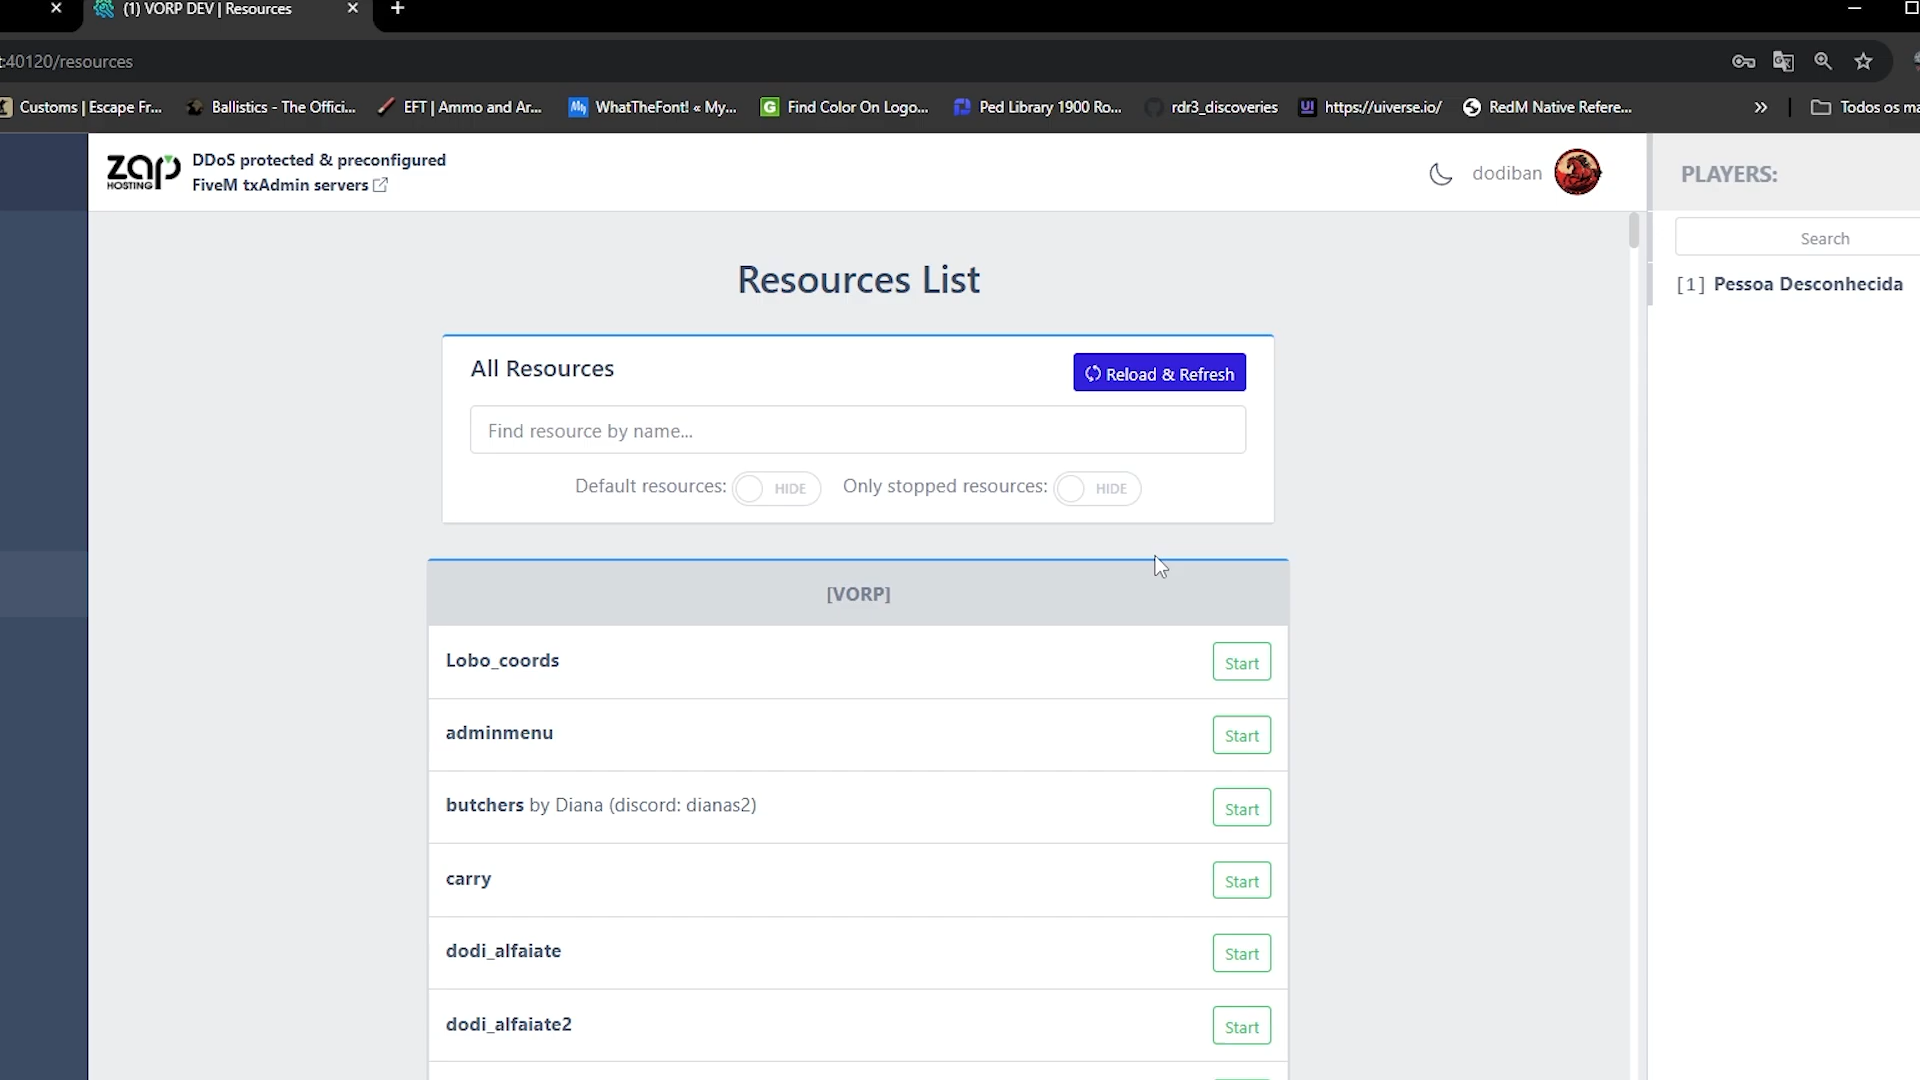 (1) VORP DEV | Resources
:40120/resources
Customs | Escape Fr...
Ballistics - The Offici...
EFT | Ammo and Ar...
WhatTheFont! « My...
Find Color On Logo...
Ped Library 1900 Ro...
rdr3_discoveries
https://uiverse.io/
RedM Native Refere...
Todos os ma
zap
HOSTING
DDoS protected & preconfigured
FiveM txAdmin servers
dodiban
PLAYERS:
Search
[1] Pessoa Desconhecida
Resources List
All Resources
Reload & Refresh
Find resource by name...
Default resources: HIDE Only stopped resources: HIDE
[VORP]
Lobo_coords Start
adminmenu Start
butchers by Diana (discord: dianas2) Start
carry Start
dodi_alfaiate Start
dodi_alfaiate2 Start